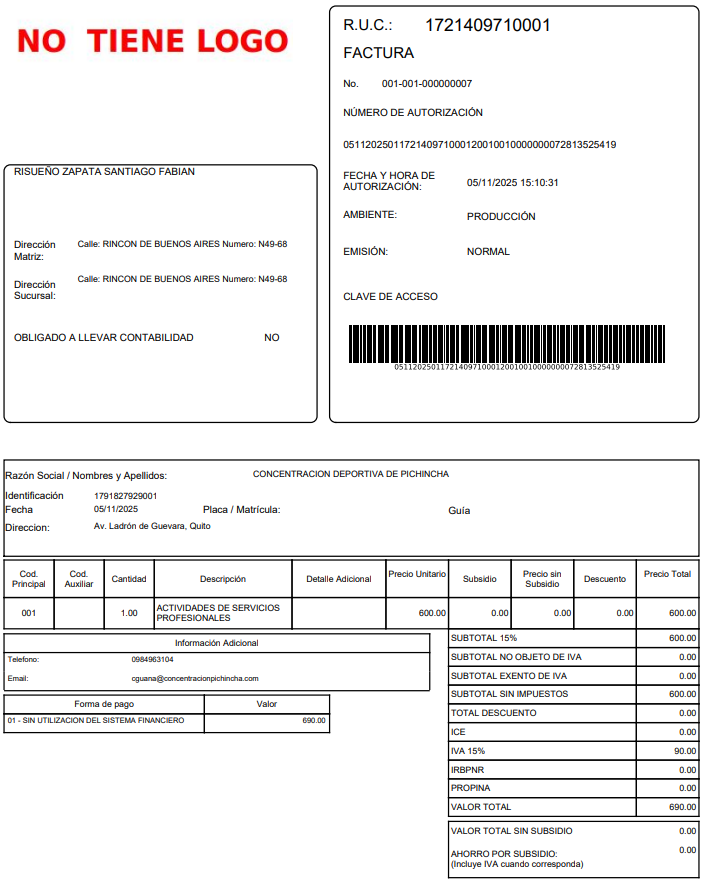 NO TIENE LOGO
R.U.C.: 1721409710001
FACTURA
No. 001-001-000000007
NÚMERO DE AUTORIZACIÓN
0511202501172140971000120010010000000072813525419
FECHA Y HORA DE
AUTORIZACIÓN: 05/11/2025 15:10:31
AMBIENTE: PRODUCCIÓN
EMISIÓN: NORMAL
CLAVE DE ACCESO
0511202501172140971000120010010000000072813525419
RISUEÑO ZAPATA SANTIAGO FABIAN
Dirección Matriz: Calle: RINCON DE BUENOS AIRES Numero: N49-68
Dirección Sucursal: Calle: RINCON DE BUENOS AIRES Numero: N49-68
OBLIGADO A LLEVAR CONTABILIDAD NO
Razón Social / Nombres y Apellidos: CONCENTRACION DEPORTIVA DE PICHINCHA
Identificación 1791827929001
Fecha 05/11/2025 Placa / Matrícula: Guía
Direccion: Av. Ladrón de Guevara, Quito
Cod. Principal Cod. Auxiliar Cantidad Descripción Detalle Adicional Precio Unitario Subsidio Precio sin Subsidio Descuento Precio Total
001 1.00 ACTIVIDADES DE SERVICIOS PROFESIONALES 600.00 0.00 0.00 0.00 600.00
Información Adicional
Telefono: 0984963104
Email: cguana@concentracionpichincha.com
Forma de pago Valor
01 - SIN UTILIZACION DEL SISTEMA FINANCIERO 690.00
SUBTOTAL 15% 600.00
SUBTOTAL NO OBJETO DE IVA 0.00
SUBTOTAL EXENTO DE IVA 0.00
SUBTOTAL SIN IMPUESTOS 600.00
TOTAL DESCUENTO 0.00
ICE 0.00
IVA 15% 90.00
IRBPNR 0.00
PROPINA 0.00
VALOR TOTAL 690.00
VALOR TOTAL SIN SUBSIDIO 0.00
AHORRO POR SUBSIDIO: 0.00
(Incluye IVA cuando corresponda)